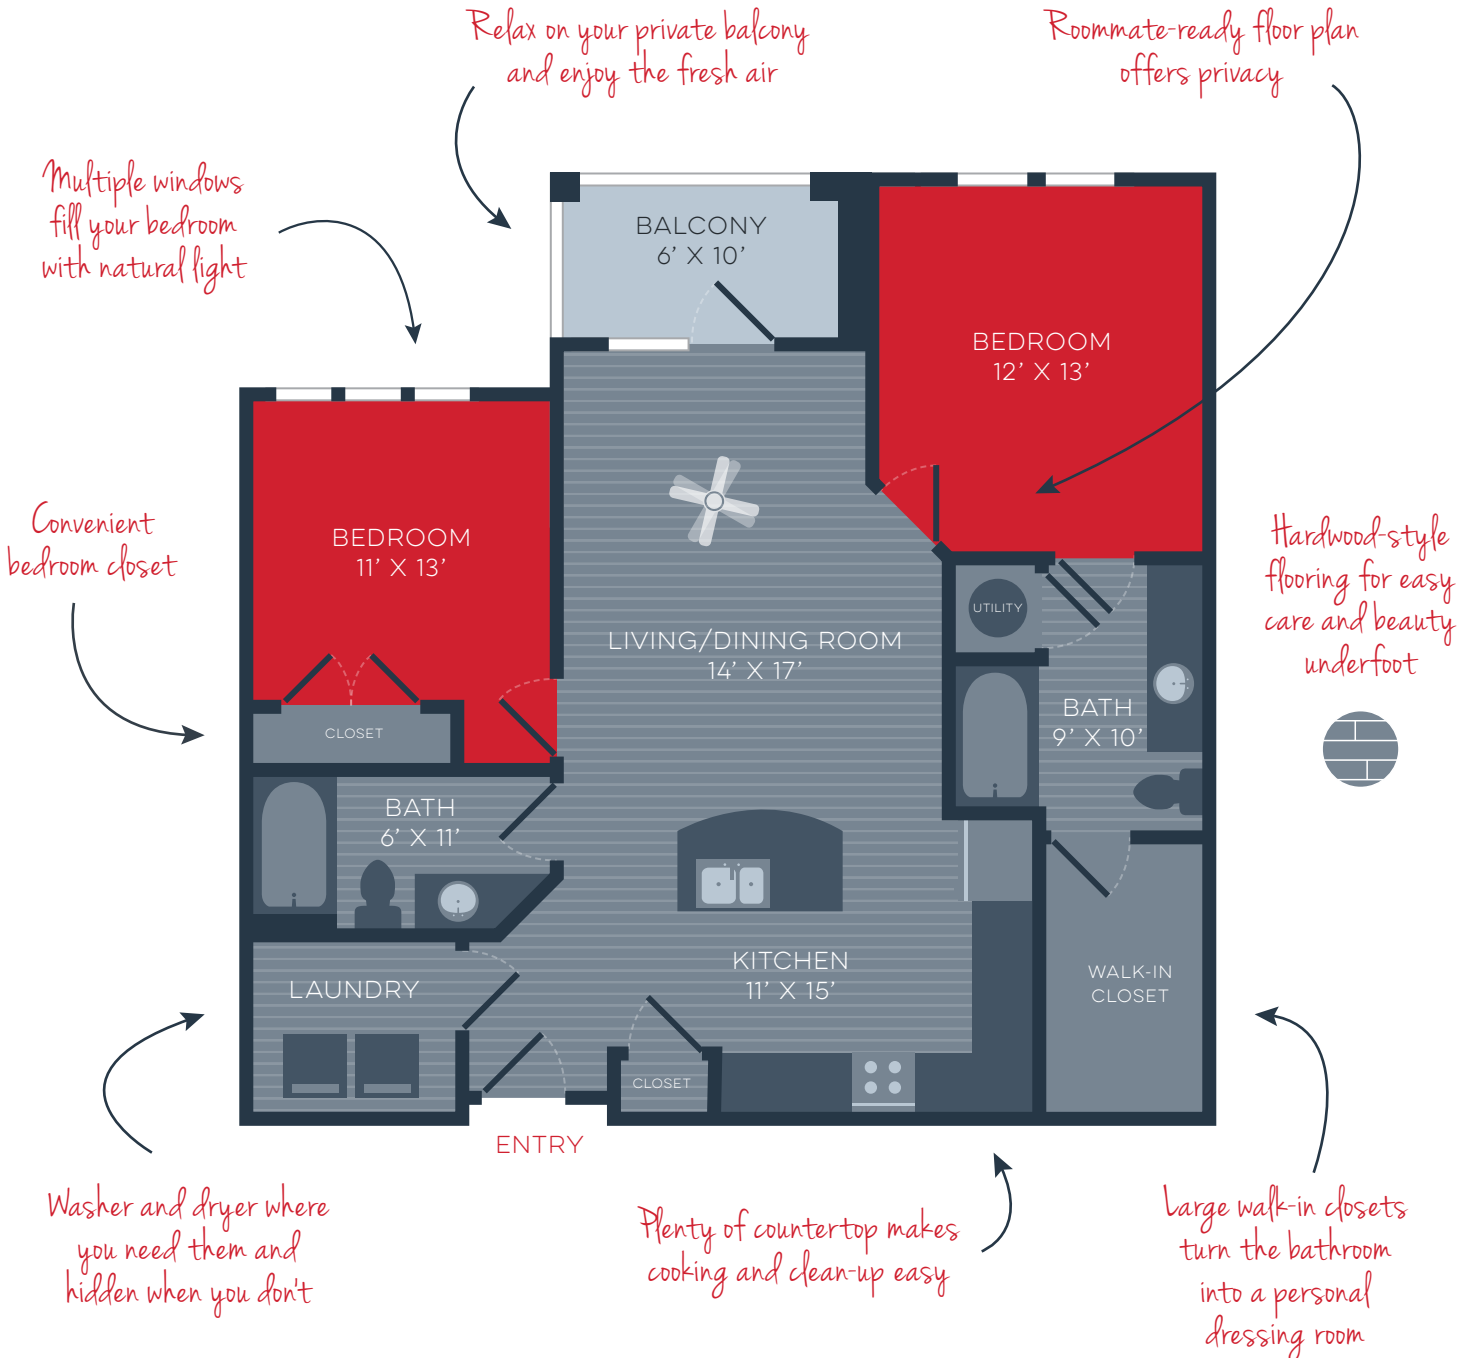 Relax on your private balcony
and enjoy the fresh air
Roommate-ready floor plan
offers privacy
Multiple windows
fill your bedroom
with natural light
BALCONY
6’ X 10’
BEDROOM
12’ X 13’
Convenient
bedroom closet
BEDROOM
11’ X 13’
Hardwood-style
flooring for easy
care and beauty
underfoot
UTILITY
LIVING/DINING ROOM
14’ X 17’
CLOSET
BATH
9’ X 10’
BATH
6’ X 11’
KITCHEN
11’ X 15’
WALK-IN
CLOSET
LAUNDRY
CLOSET
ENTRY
Washer and dryer where
you need them and
hidden when you don't
Plenty of countertop makes
cooking and clean-up easy
Large walk-in closets
turn the bathroom
into a personal
dressing room